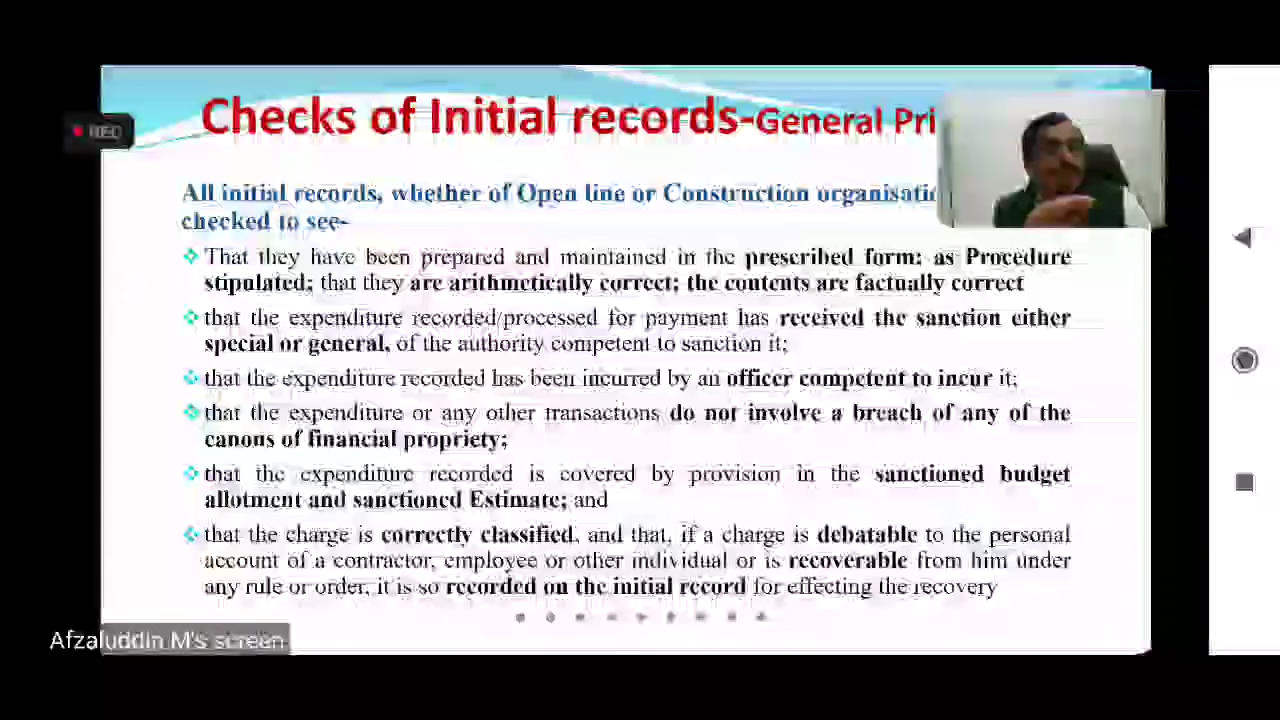 Checks of Initial records-General Pri
REC
All initial records, whether of Open line or Construction organisatio
checked to see-
That they have been prepared and maintained in the prescribed form; as Procedure
stipulated; that they are arithmetically correct; the contents are factually correct
that the expenditure recorded/processed for payment has received the sanction either
special or general, of the authority competent to sanction it;
that the expenditure recorded has been incurred by an officer competent to incur it;
that the expenditure or any other transactions do not involve a breach of any of the
canons of financial propriety;
that the expenditure recorded is covered by provision in the sanctioned budget
allotment and sanctioned Estimate; and
that the charge is correctly classified, and that, if a charge is debatable to the personal
account of a contractor, employee or other individual or is recoverable from him under
any rule or order, it is so recorded on the initial record for effecting the recovery
Afzaluddin M's screen